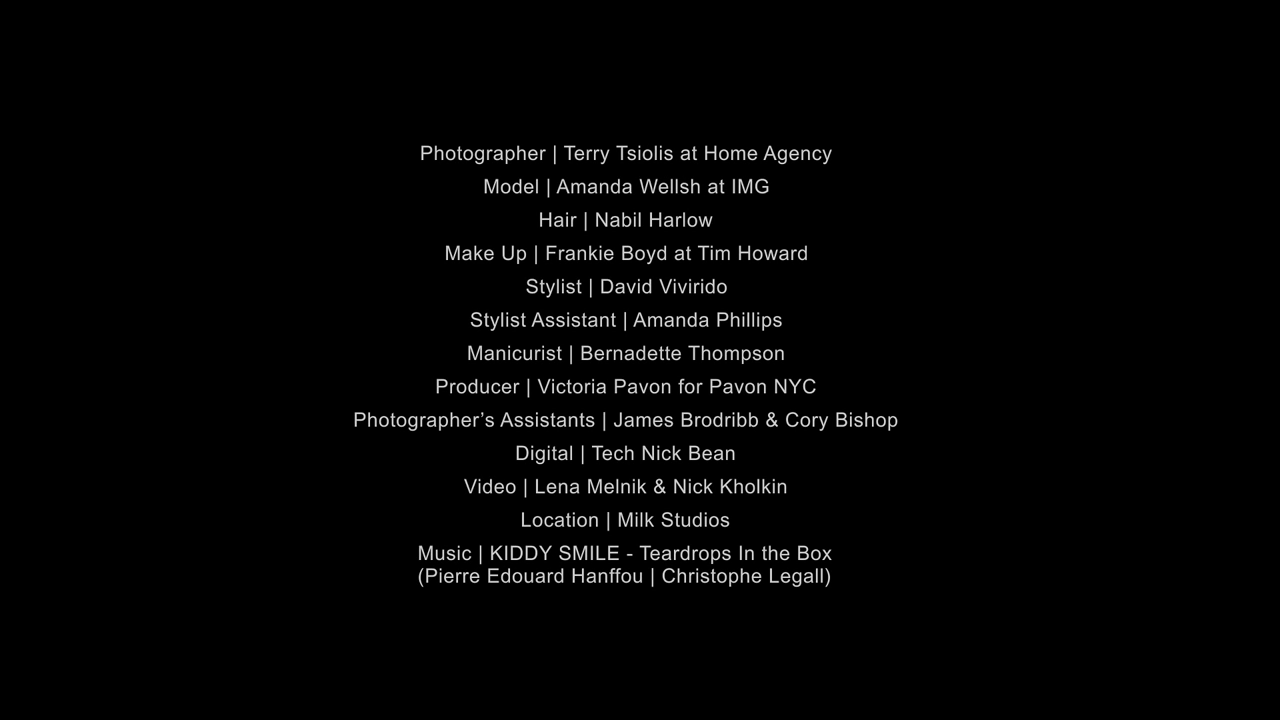 Photographer | Terry Tsiolis at Home Agency
Model | Amanda Wellsh at IMG
Hair | Nabil Harlow
Make Up | Frankie Boyd at Tim Howard
Stylist | David Vivirido
Stylist Assistant | Amanda Phillips
Manicurist | Bernadette Thompson
Producer | Victoria Pavon for Pavon NYC
Photographer’s Assistants | James Brodribb & Cory Bishop
Digital | Tech Nick Bean
Video | Lena Melnik & Nick Kholkin
Location | Milk Studios
Music | KIDDY SMILE - Teardrops In the Box
(Pierre Edouard Hanffou | Christophe Legall)